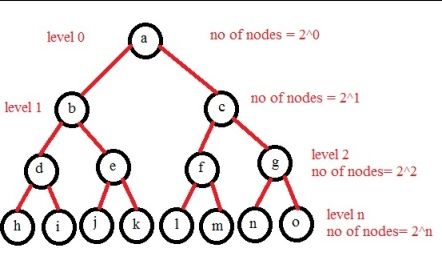 level 0 a no of nodes = 2^0
level 1 b c no of nodes = 2^1
d e f g level 2
no of nodes= 2^2
h i j k l m n o level n
no of nodes= 2^n